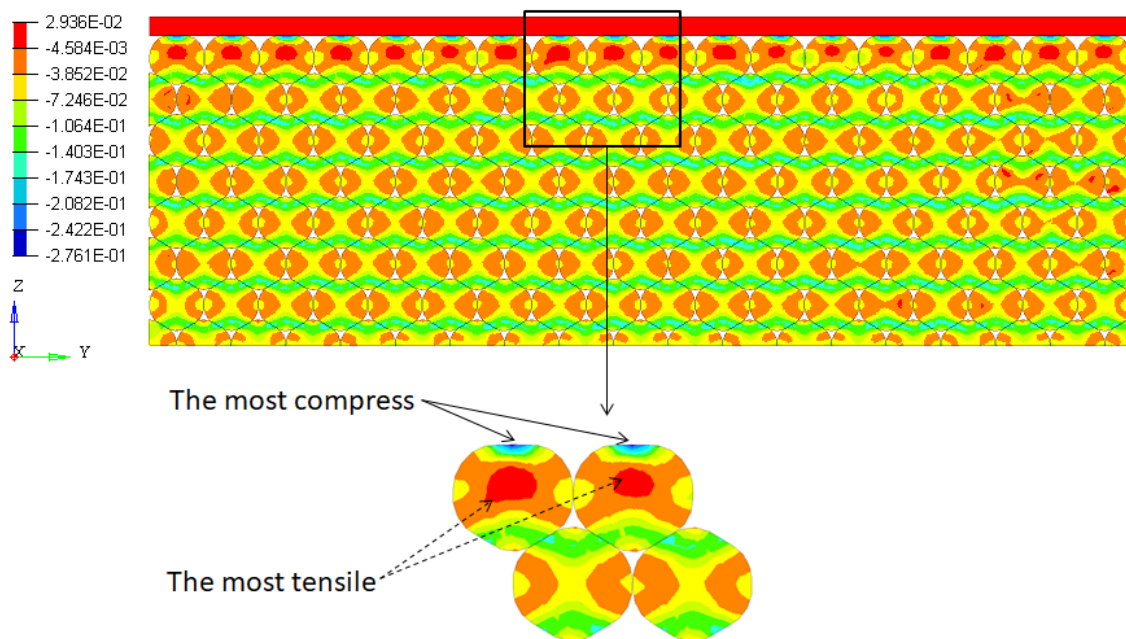 2.936E-02
-4.584E-03
-3.852E-02
-7.246E-02
-1.064E-01
-1.403E-01
-1.743E-01
-2.082E-01
-2.422E-01
-2.761E-01
Z
X
Y
The most compress
The most tensile